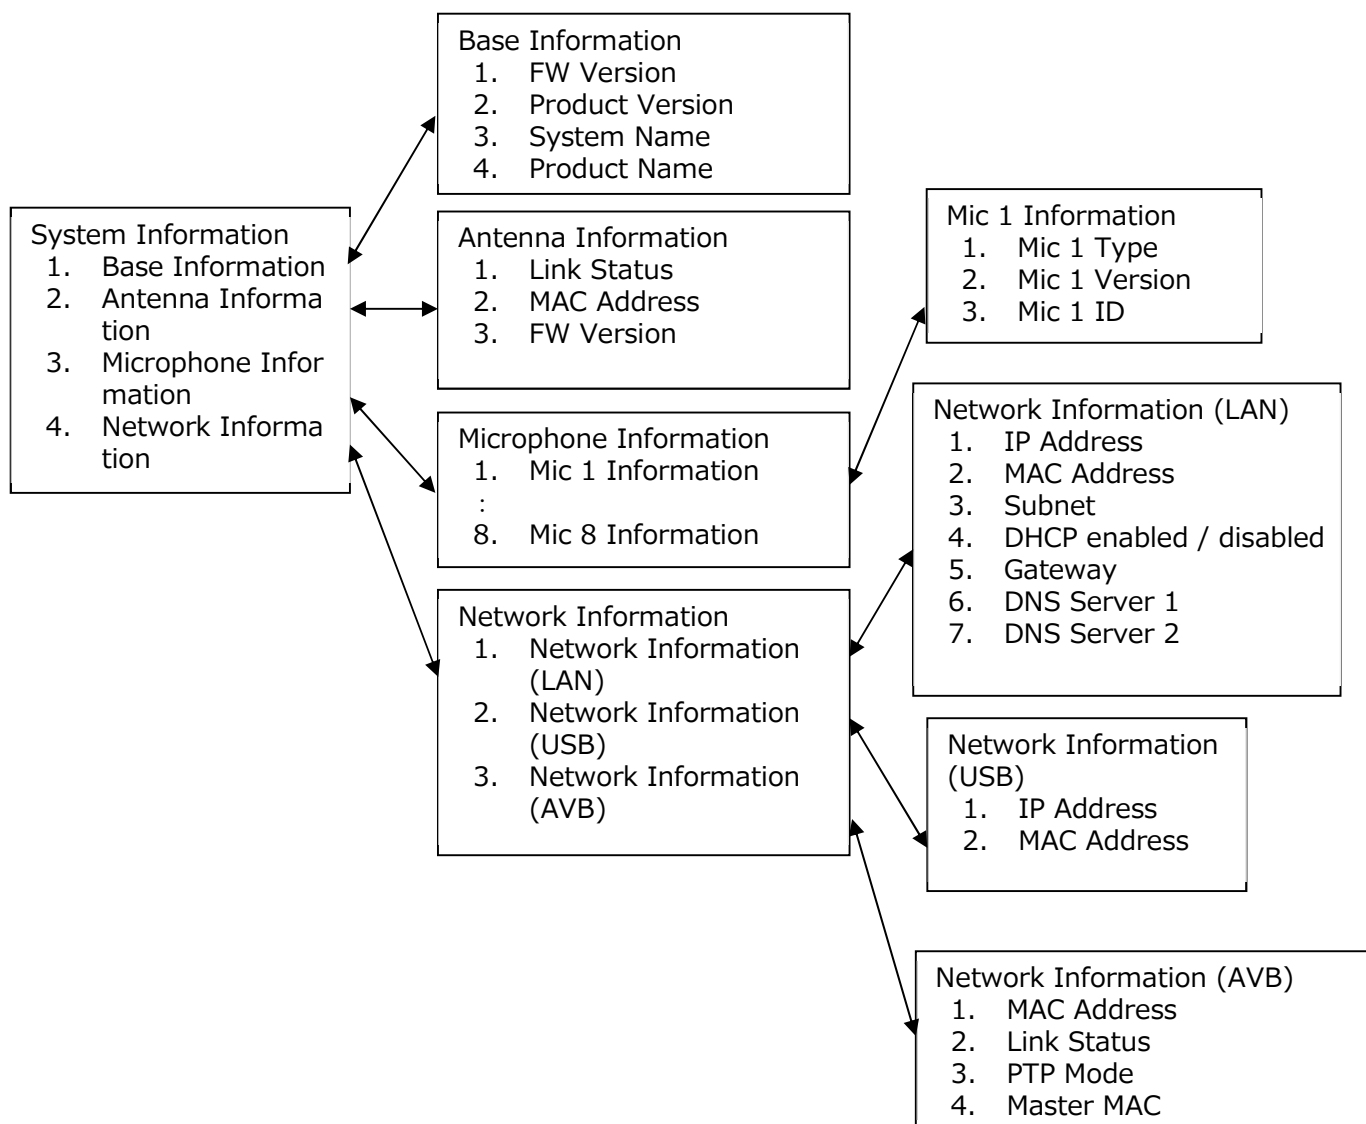 Base Information
1. FW Version
2. Product Version
3. System Name
4. Product Name
System Information
1. Base Information
2. Antenna Informa
tion
3. Microphone Infor
mation
4. Network Informa
tion
Antenna Information
1. Link Status
2. MAC Address
3. FW Version
Microphone Information
1. Mic 1 Information
:
8. Mic 8 Information
Network Information
1. Network Information
(LAN)
2. Network Information
(USB)
3. Network Information
(AVB)
Mic 1 Information
1. Mic 1 Type
2. Mic 1 Version
3. Mic 1 ID
Network Information (LAN)
1. IP Address
2. MAC Address
3. Subnet
4. DHCP enabled / disabled
5. Gateway
6. DNS Server 1
7. DNS Server 2
Network Information
(USB)
1. IP Address
2. MAC Address
Network Information (AVB)
1. MAC Address
2. Link Status
3. PTP Mode
4. Master MAC